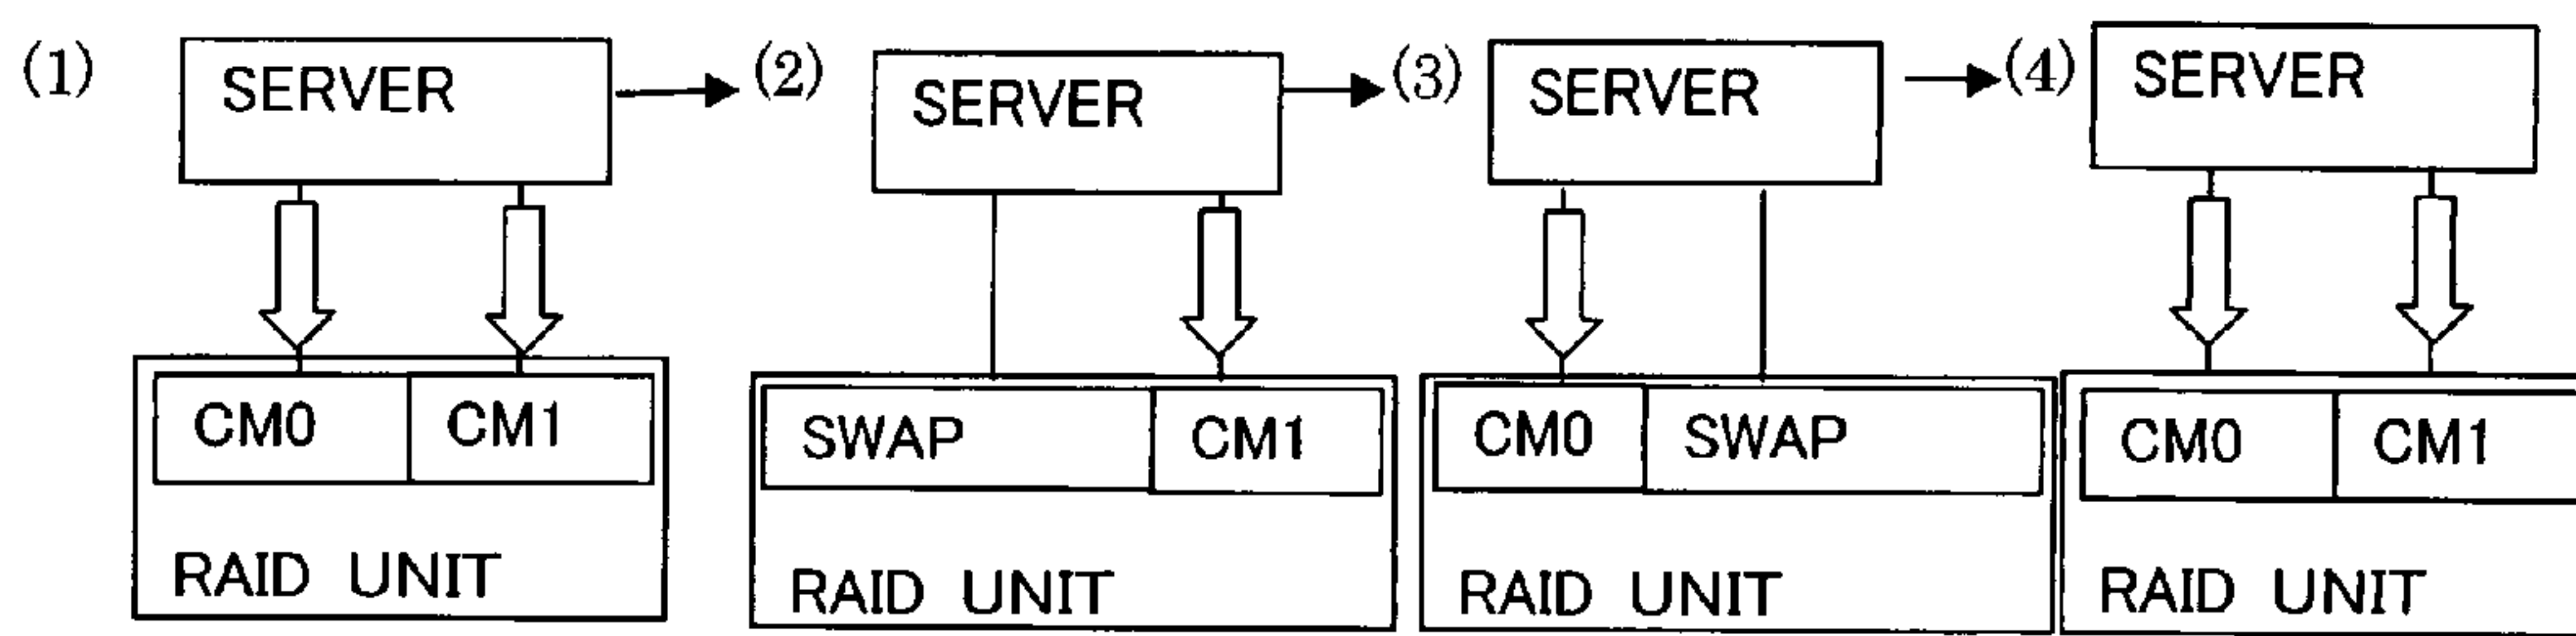 (1) SERVER (2) SERVER (3) SERVER (4) SERVER
CM0 CM1 SWAP CM1 CM0 SWAP CM0 CM1
RAID UNIT RAID UNIT RAID UNIT RAID UNIT